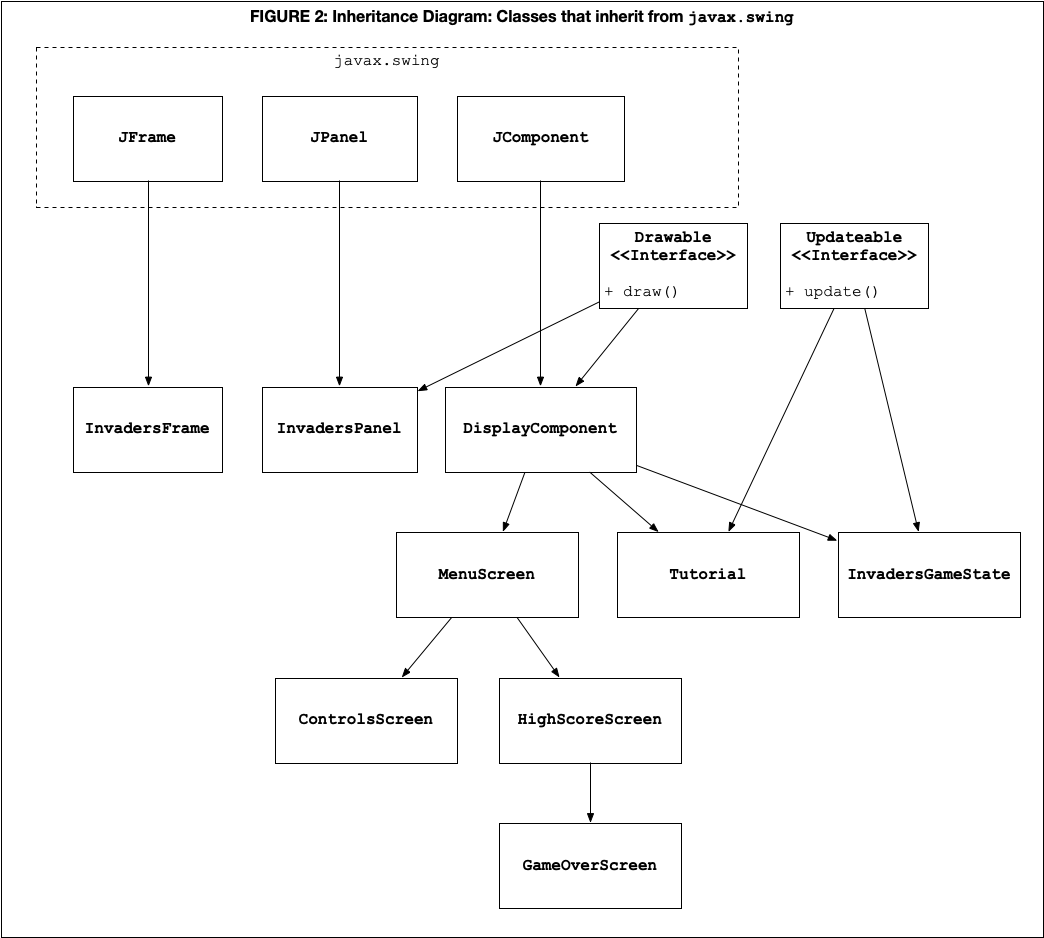 FIGURE 2: Inheritance Diagram: Classes that inherit from javax.swing
javax.swing
JFrame
JPanel
JComponent
Drawable
<<Interface>>
+ draw()
Updateable
<<Interface>>
+ update()
InvadersFrame
InvadersPanel
DisplayComponent
MenuScreen
Tutorial
InvadersGameState
ControlsScreen
HighScoreScreen
GameOverScreen